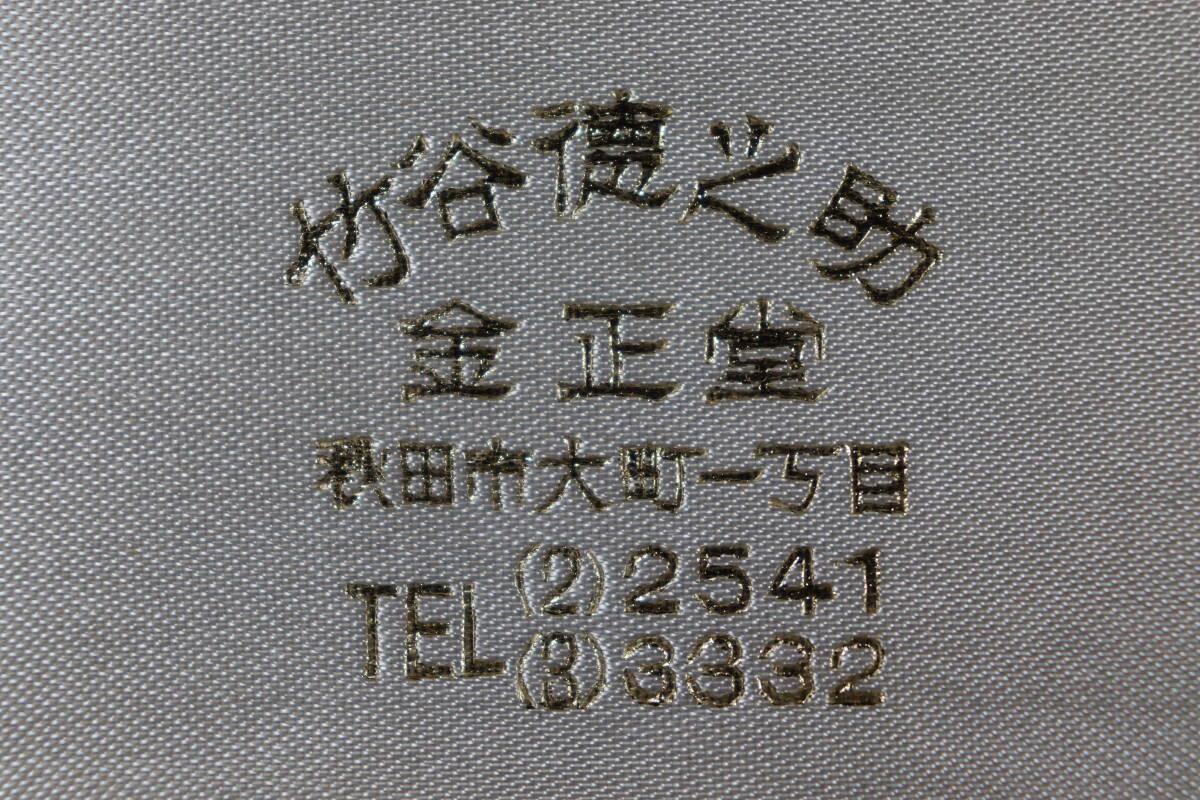 竹谷徳之助
金正堂
秋田市大町一丁目
TEL (2) 2541
(3) 3332